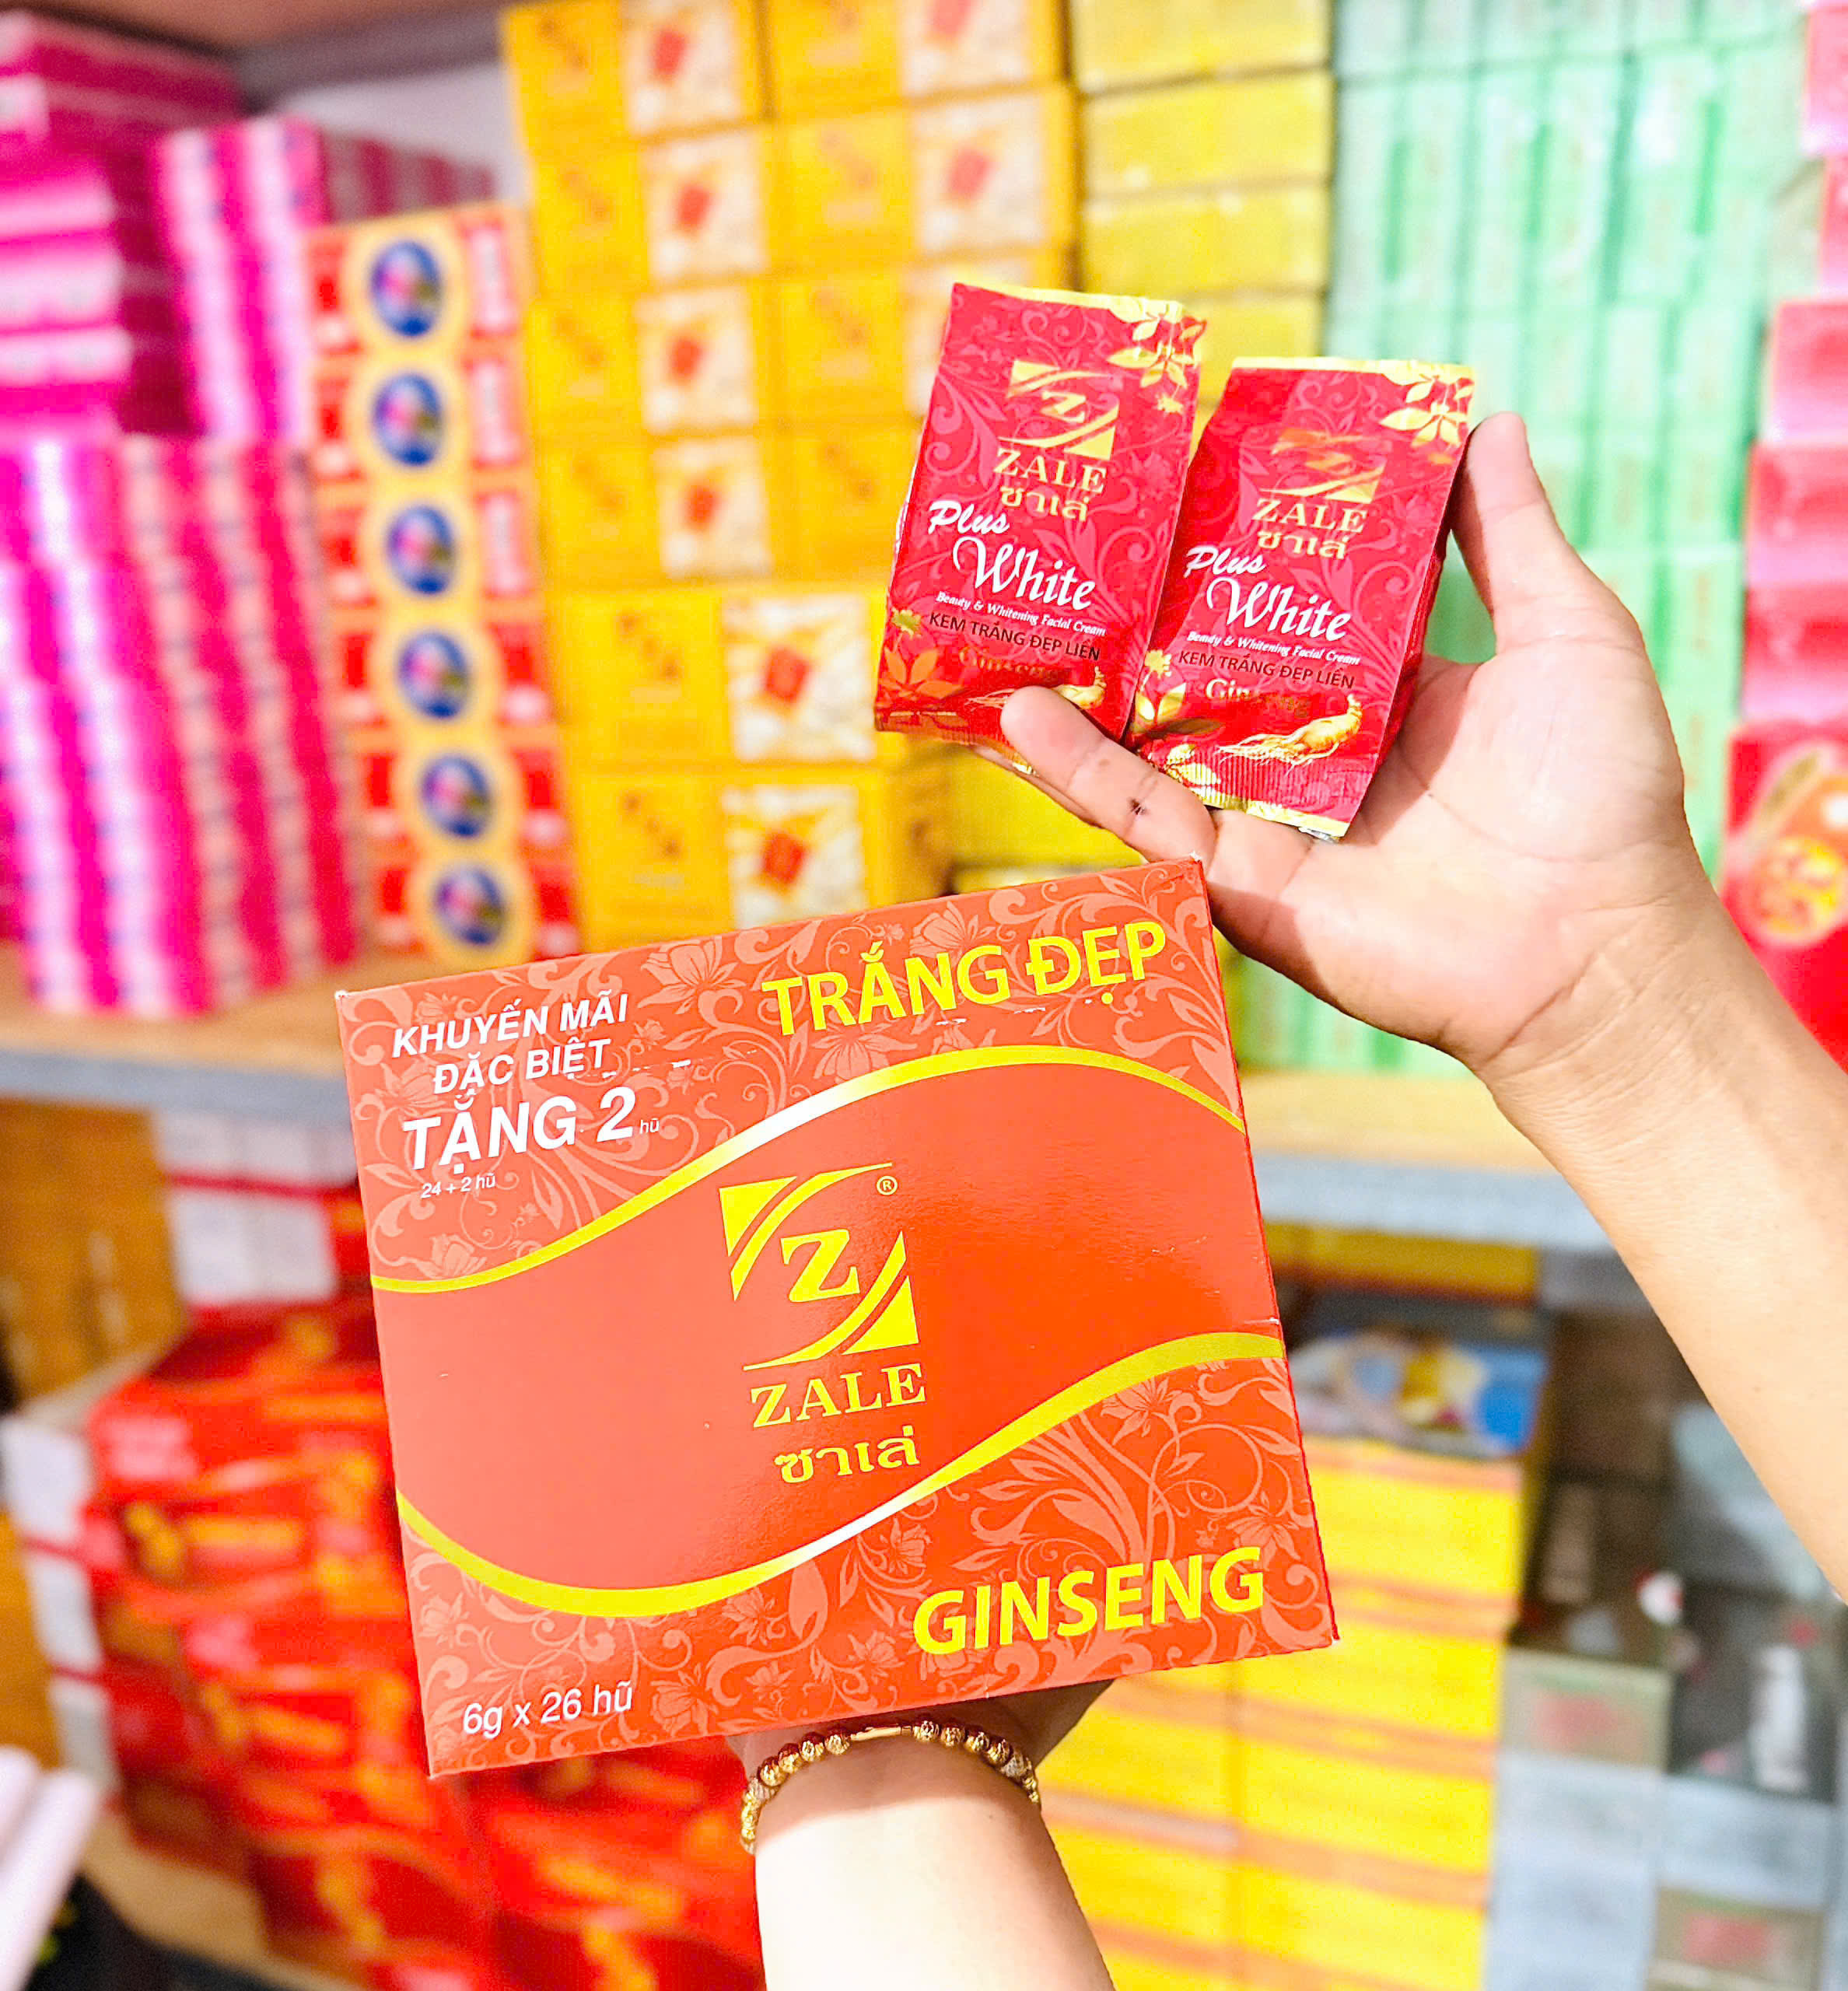 Z
ZALE
ซาเล่
Plus
White
Beauty & Whitening Facial Cream
KEM TRẮNG ĐẸP LIỀN
Ginseng
Z
ZALE
ซาเล่
Plus
White
Beauty & Whitening Facial Cream
KEM TRẮNG ĐẸP LIỀN
Ginseng
KHUYẾN MÃI
ĐẶC BIỆT
TẶNG 2 hũ
24 + 2 hũ
TRẮNG ĐẸP
Z ®
ZALE
ซาเล่
GINSENG
6g x 26 hũ